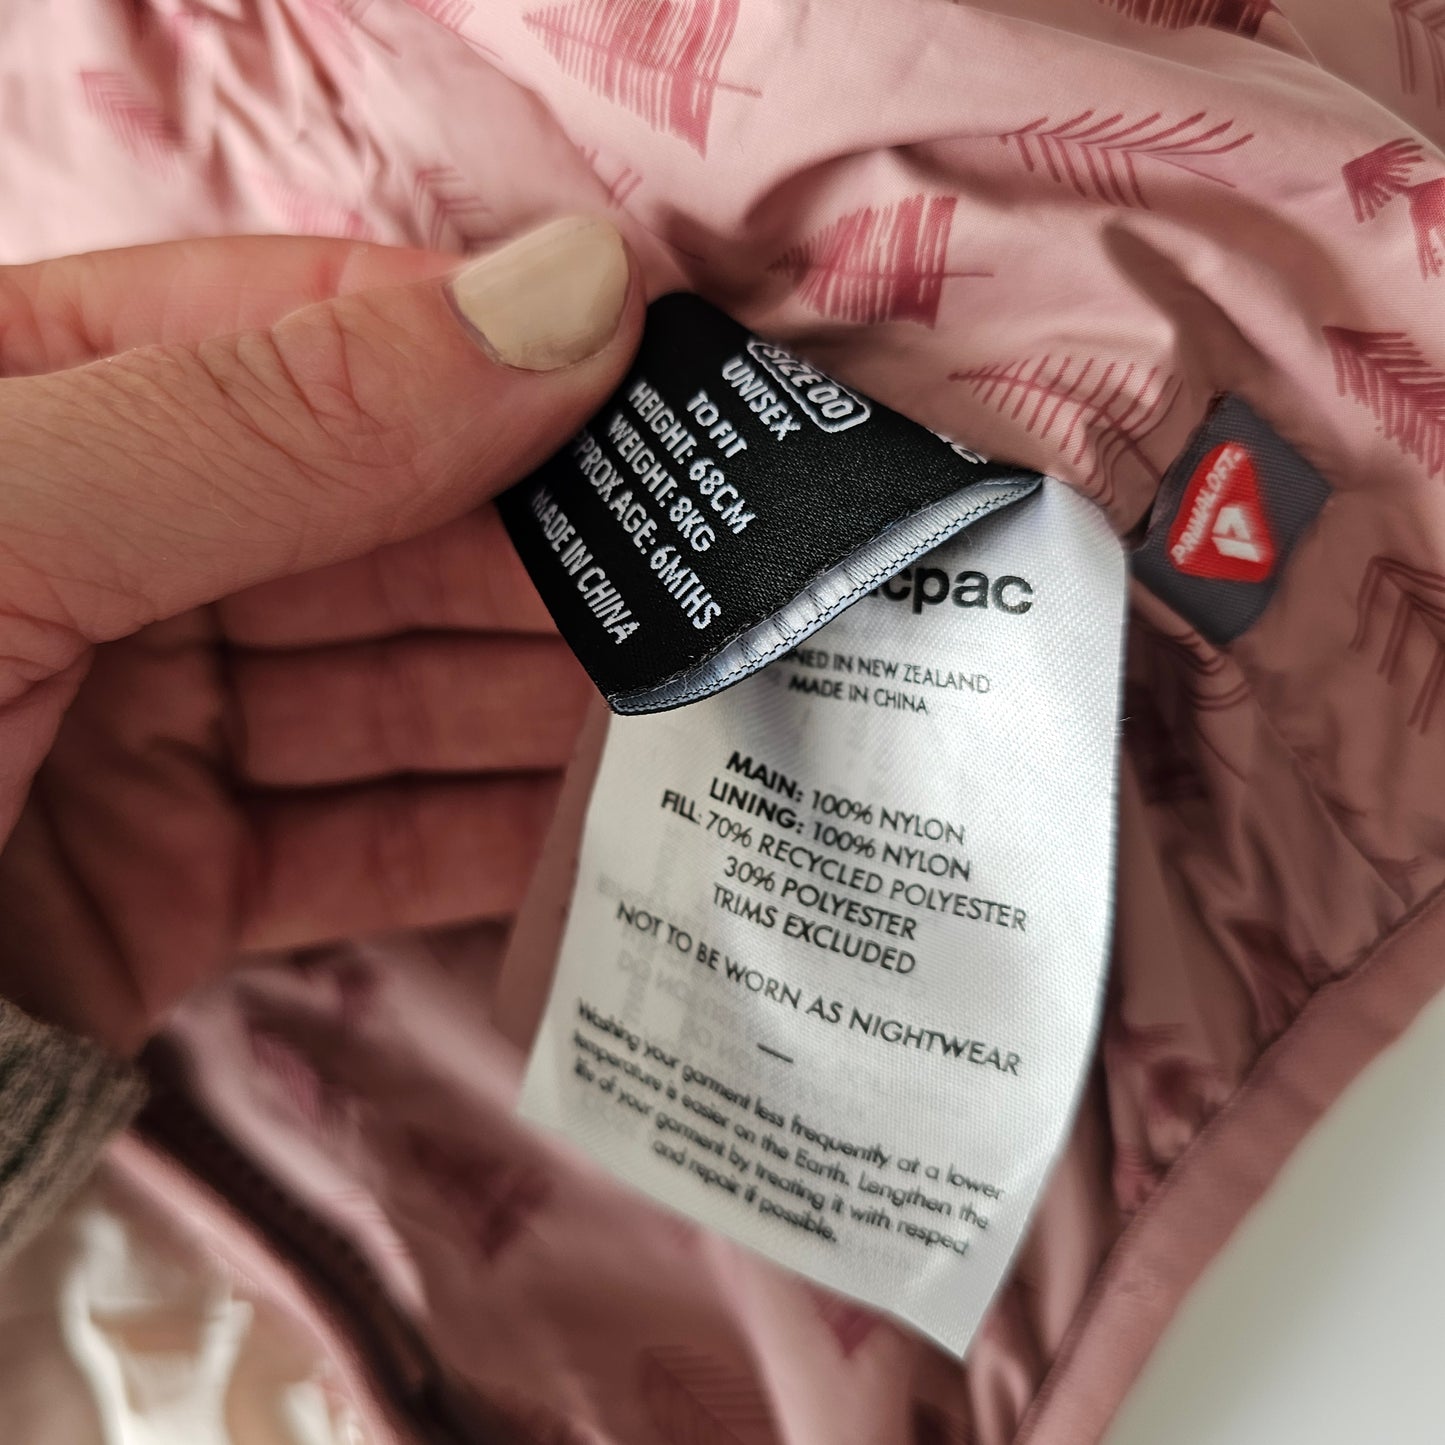 SIZE 00
UNISEX
TO FIT
HEIGHT: 68CM
WEIGHT: 8KG
PROX AGE: 6MTHS
MADE IN CHINA
cpac
NED IN NEW ZEALAND
MADE IN CHINA
MAIN: 100% NYLON
LINING: 100% NYLON
FILL: 70% RECYCLED POLYESTER
30% POLYESTER
TRIMS EXCLUDED
NOT TO BE WORN AS NIGHTWEAR
—
Washing your garment less frequently at a lower
temperature is easier on the Earth. Lengthen the
life of your garment by treating it with respect
and repair if possible.
PRIMALOFT